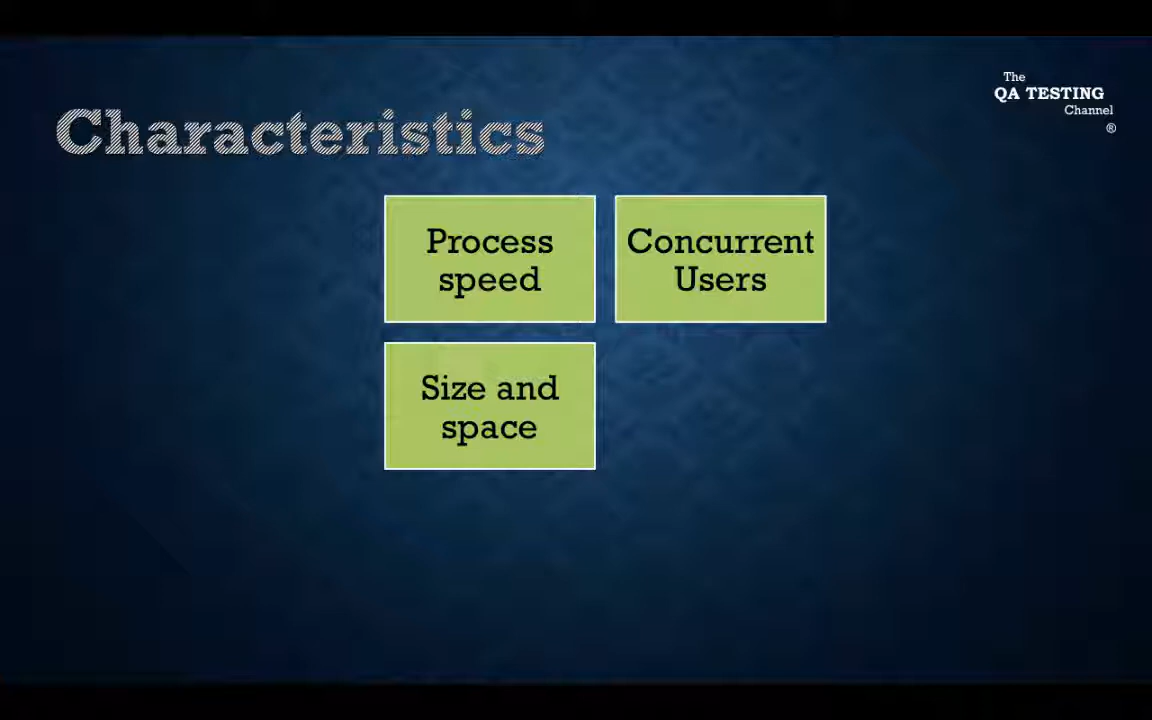 The
QA TESTING
Channel
®
Characteristics
Process
speed
Concurrent
Users
Size and
space